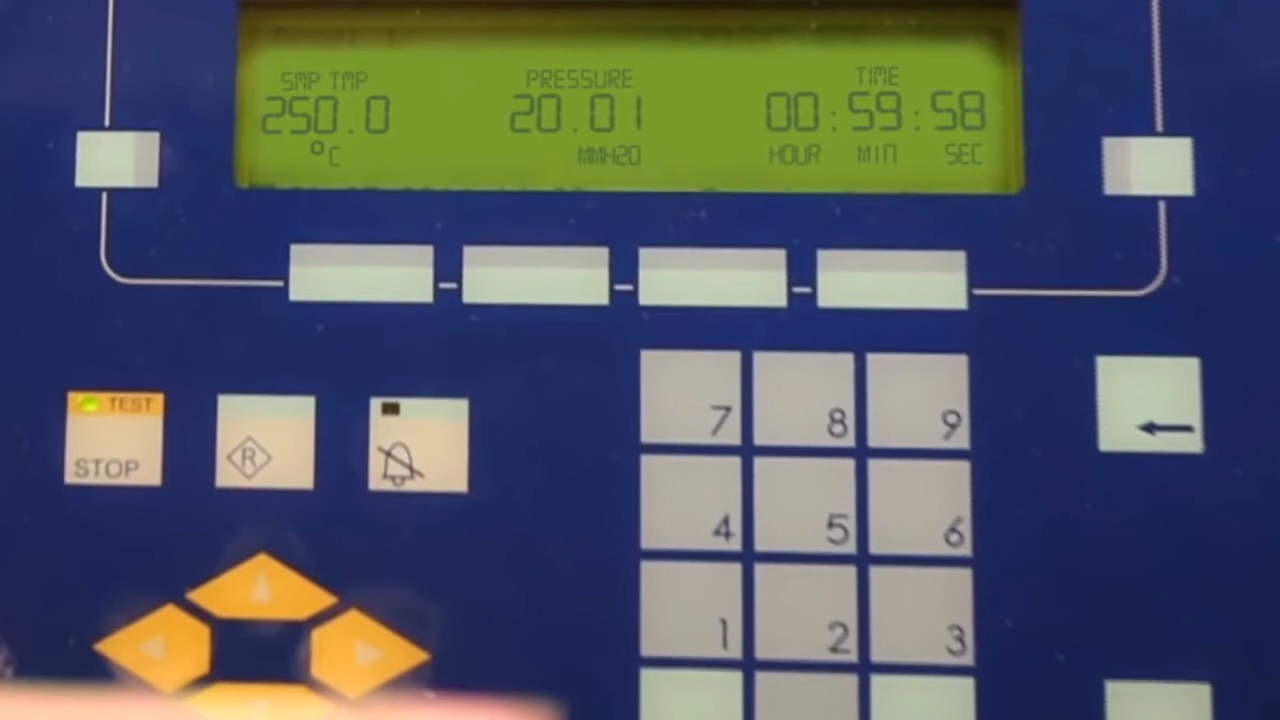 SMP TMP PRESSURE TIME
250.0 20.01 00:59:58
°C MMH2O HOUR MIN SEC
TEST
STOP
R
7 8 9
4 5 6
1 2 3